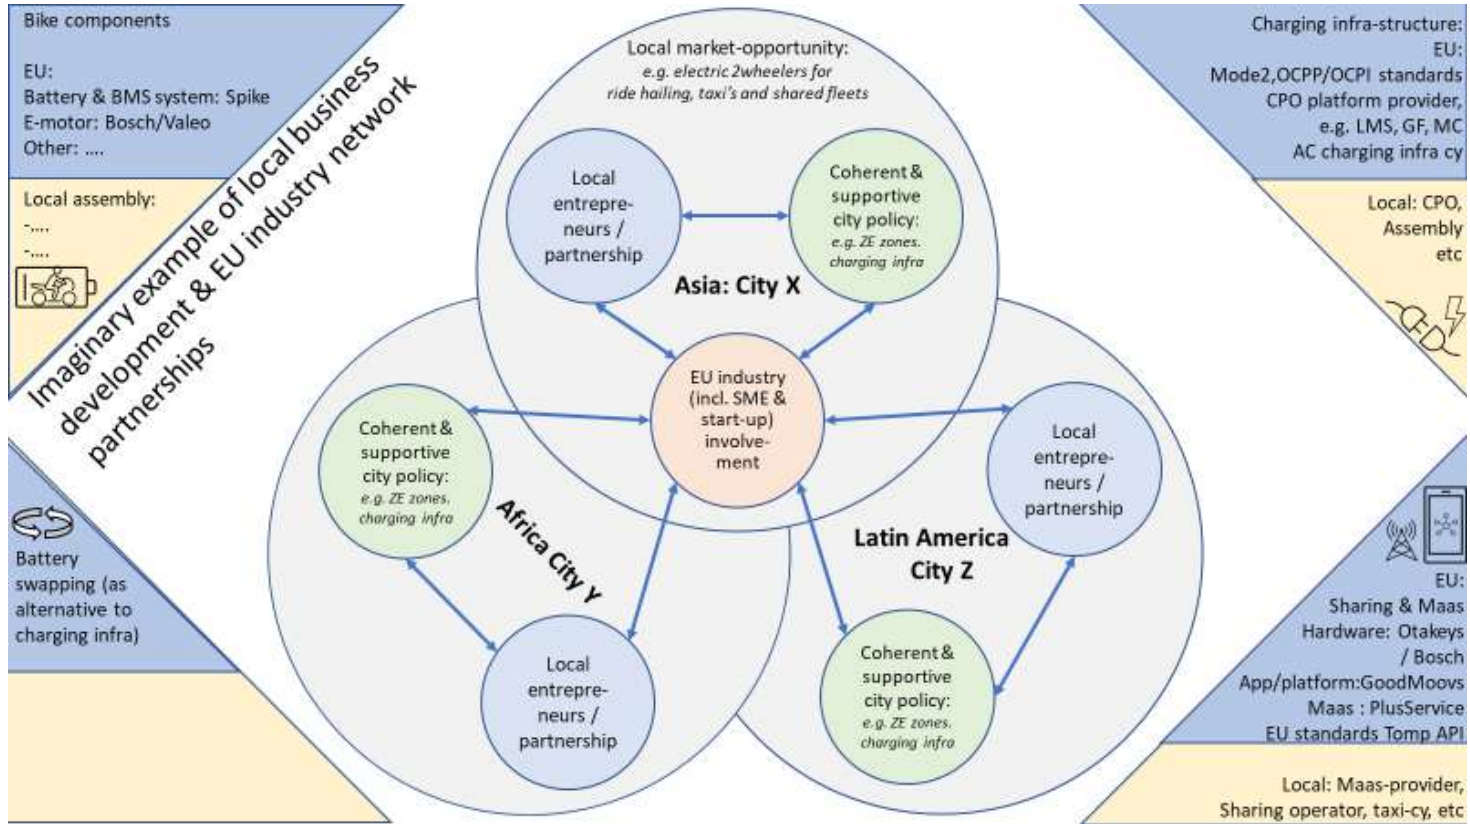 Bike components
EU:
Battery & BMS system: Spike
E-motor: Bosch/Valeo
Other: ....
Local assembly:
-....
-....
Imaginary example of local business
development & EU industry network
partnerships
Local market-opportunity:
e.g. electric 2wheelers for
ride hailing, taxi's and shared fleets
Local
entrepre-
neurs /
partnership
Coherent &
supportive
city policy:
e.g. ZE zones.
charging infra
Asia: City X
EU industry
(incl. SME &
start-up)
involve-
ment
Charging infra-structure:
EU:
Mode2,OCPP/OCPI standards
CPO platform provider,
e.g. LMS, GF, MC
AC charging infra cy
Local: CPO,
Assembly
etc
Coherent &
supportive
city policy:
e.g. ZE zones.
charging infra
Africa City Y
Local
entrepre-
neurs /
partnership
Local
entrepre-
neurs /
partnership
Latin America
City Z
Coherent &
supportive
city policy:
e.g. ZE zones.
charging infra
Battery
swapping (as
alternative to
charging infra)
EU:
Sharing & Maas
Hardware: Otakeys
/ Bosch
App/platform:GoodMoovs
Maas : PlusService
EU standards Tomp API
Local: Maas-provider,
Sharing operator, taxi-cy, etc